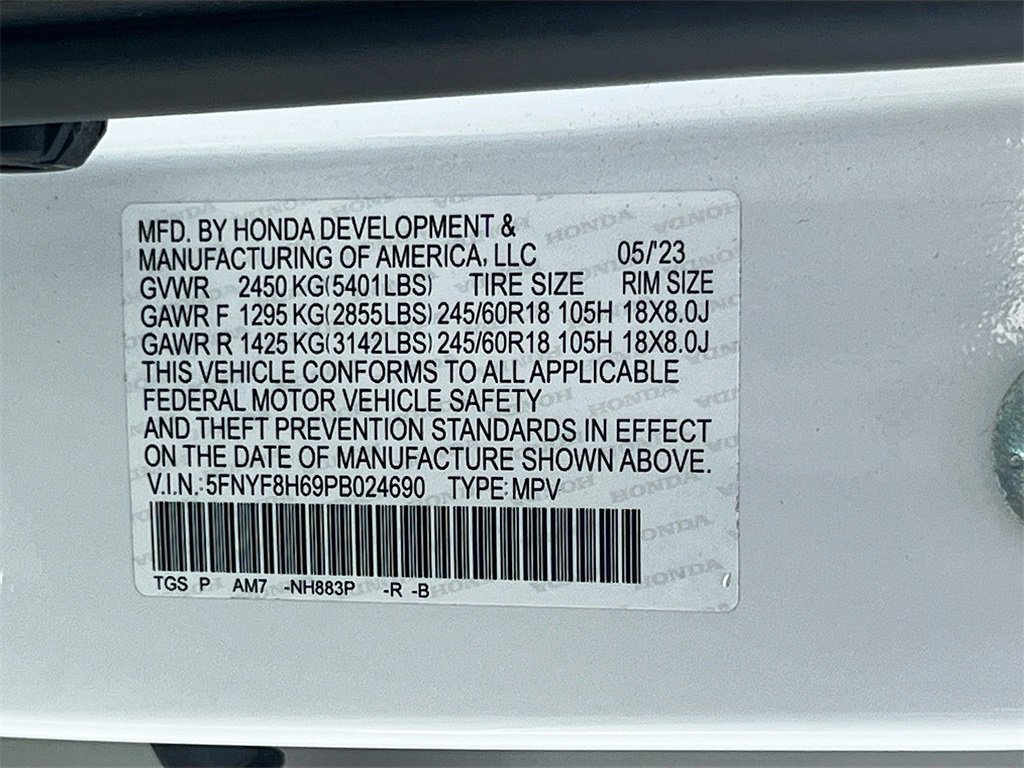 MFD. BY HONDA DEVELOPMENT &
MANUFACTURING OF AMERICA, LLC 05/'23
GVWR 2450 KG(5401LBS) TIRE SIZE RIM SIZE
GAWR F 1295 KG(2855LBS) 245/60R18 105H 18X8.0J
GAWR R 1425 KG(3142LBS) 245/60R18 105H 18X8.0J
THIS VEHICLE CONFORMS TO ALL APPLICABLE
FEDERAL MOTOR VEHICLE SAFETY
AND THEFT PREVENTION STANDARDS IN EFFECT
ON THE DATE OF MANUFACTURE SHOWN ABOVE.
V.I.N.: 5FNYF8H69PB024690 TYPE: MPV
TGS P AM7 -NH883P -R -B